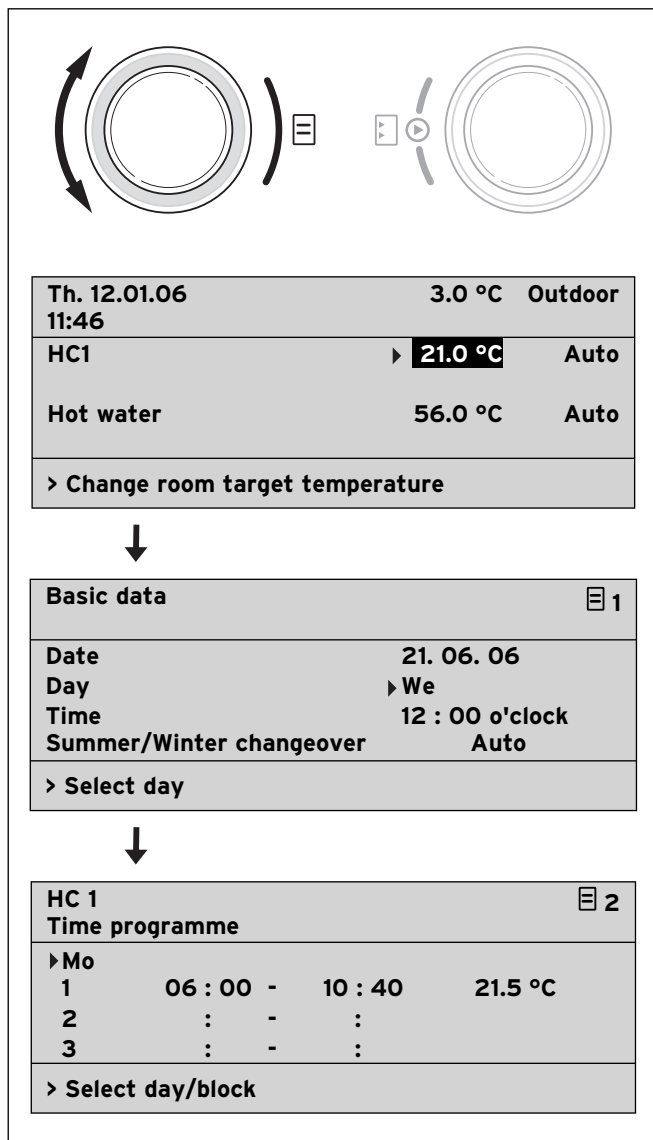 Th. 12.01.06 3.0 °C Outdoor
11:46
HC1 21.0 °C Auto
Hot water 56.0 °C Auto
> Change room target temperature
Basic data 1
Date 21. 06. 06
Day We
Time 12 : 00 o'clock
Summer/Winter changeover Auto
> Select day
HC 1 2
Time programme
Mo
1 06 : 00 - 10 : 40 21.5 °C
2 : - :
3 : - :
> Select day/block